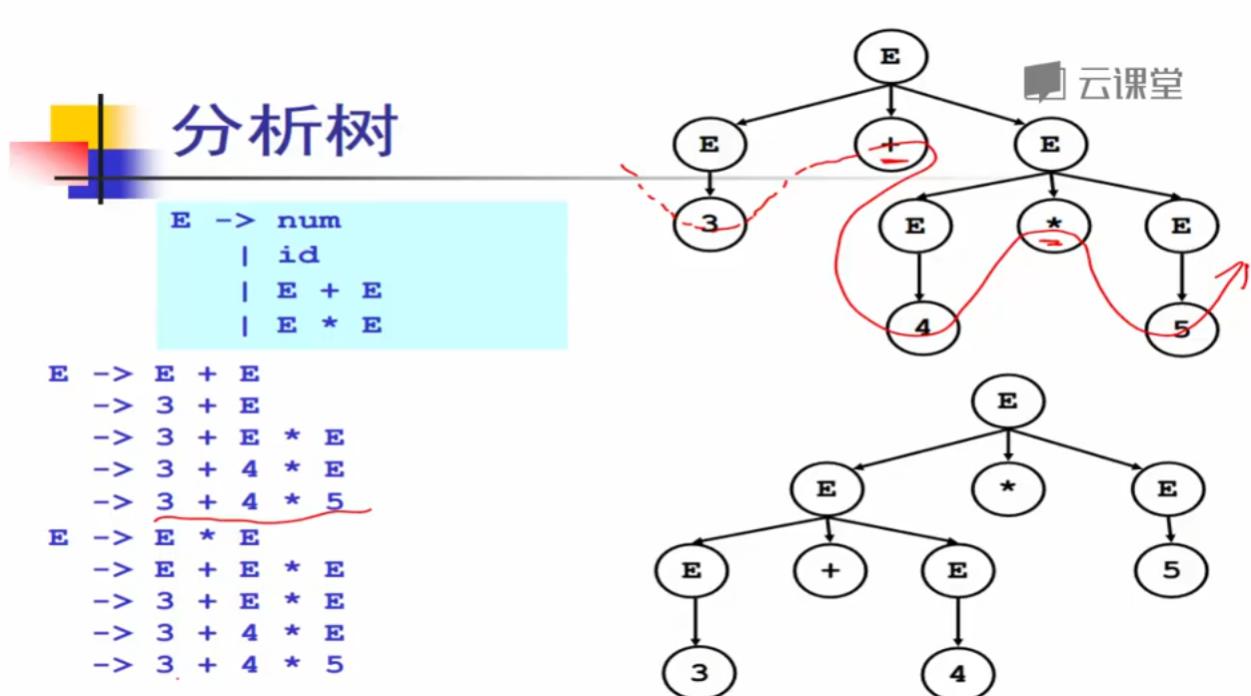 云课堂
分析树
E -> num
| id
| E + E
| E * E
E -> E + E
-> 3 + E
-> 3 + E * E
-> 3 + 4 * E
-> 3 + 4 * 5
E -> E * E
-> E + E * E
-> 3 + E * E
-> 3 + 4 * E
-> 3 + 4 * 5
E
E + E
3 E * E
4 5
E
E * E
E + E 5
3 4